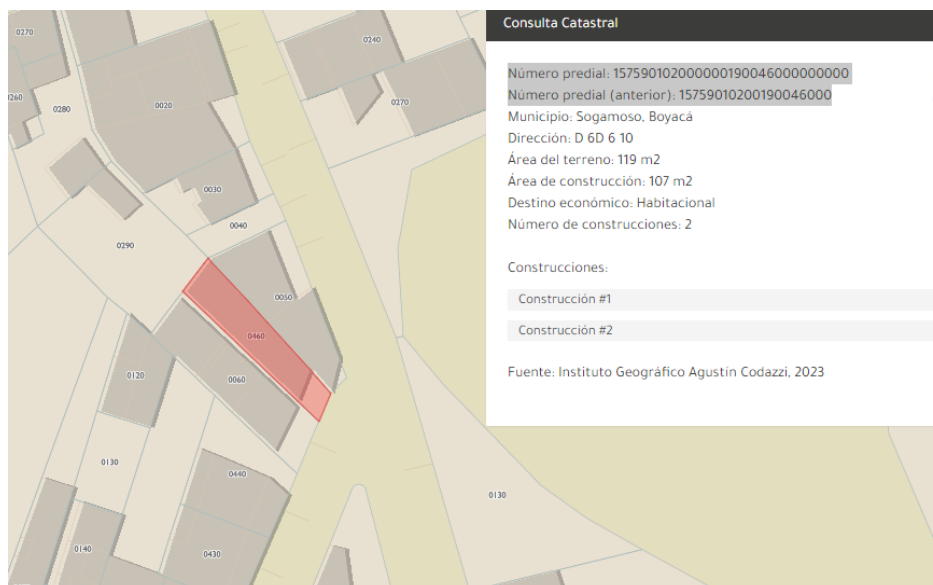 0270
0240
0260
0280
0020
0270
0030
0040
0290
0050
0460
0120
0060
0130
0440
0130
0140
0430
Consulta Catastral
Número predial: 157590102000000190046000000000
Número predial (anterior): 15759010200190046000
Municipio: Sogamoso, Boyacá
Dirección: D 6D 6 10
Área del terreno: 119 m2
Área de construcción: 107 m2
Destino económico: Habitacional
Número de construcciones: 2
Construcciones:
Construcción #1
Construcción #2
Fuente: Instituto Geográfico Agustín Codazzi, 2023